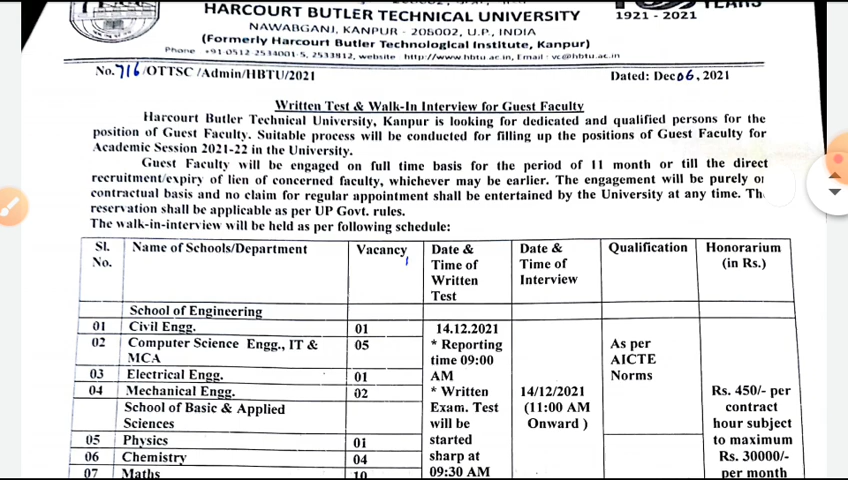 HARCOURT BUTLER TECHNICAL UNIVERSITY
NAWABGANJ, KANPUR - 208002, U.P., INDIA
(Formerly Harcourt Butler Technological Institute, Kanpur)
Phone +91-0512-2534001-5, 2533812, website http://www.hbtu.ac.in, Email : vc@hbtu.ac.in
YEARS
1921 - 2021
No.716/OTTSC /Admin/HBTU/2021
Dated: Dec06, 2021
Written Test & Walk-In Interview for Guest Faculty
Harcourt Butler Technical University, Kanpur is looking for dedicated and qualified persons for the
position of Guest Faculty. Suitable process will be conducted for filling up the positions of Guest Faculty for
Academic Session 2021-22 in the University.
Guest Faculty will be engaged on full time basis for the period of 11 month or till the direct
recruitment/expiry of lien of concerned faculty, whichever may be earlier. The engagement will be purely on
contractual basis and no claim for regular appointment shall be entertained by the University at any time. Th
reservation shall be applicable as per UP Govt. rules.
The walk-in-interview will be held as per following schedule:
Sl. No. Name of Schools/Department Vacancy Date & Time of Written Test Date & Time of Interview Qualification Honorarium (in Rs.)
School of Engineering
01 Civil Engg. 01
02 Computer Science Engg., IT & MCA 05
03 Electrical Engg. 01
04 Mechanical Engg. 02
School of Basic & Applied Sciences
05 Physics 01
06 Chemistry 04
07 Maths 10
14.12.2021
* Reporting
time 09:00
AM
* Written
Exam. Test
will be
started
sharp at
09:30 AM
14/12/2021
(11:00 AM
Onward )
As per
AICTE
Norms
Rs. 450/- per
contract
hour subject
to maximum
Rs. 30000/-
per month